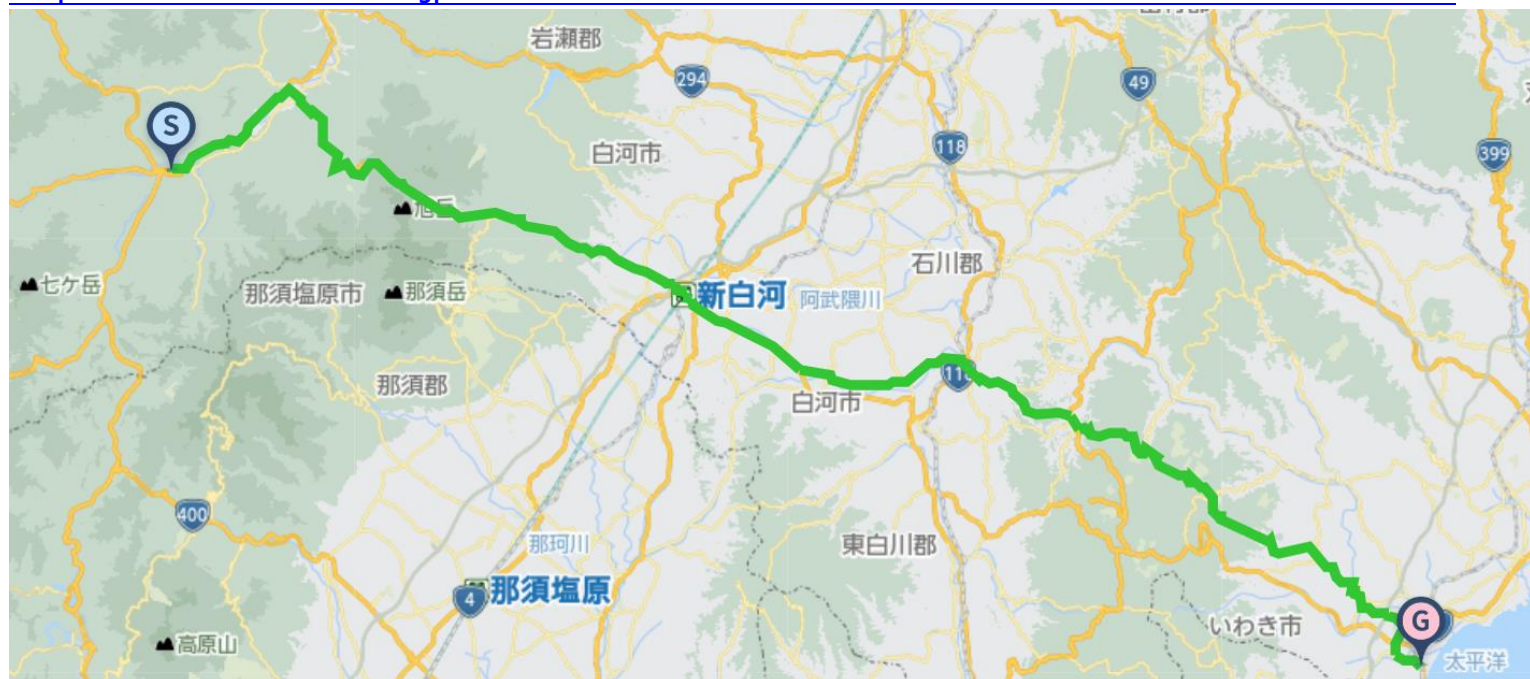 岩瀬郡
294
49
S
118
399
白河市
旭岳
石川郡
七ケ岳
那須塩原市
那須岳
新白河
阿武隈川
那須郡
118
白河市
400
那珂川
東白川郡
4
那須塩原
G
いわき市
高原山
太平洋